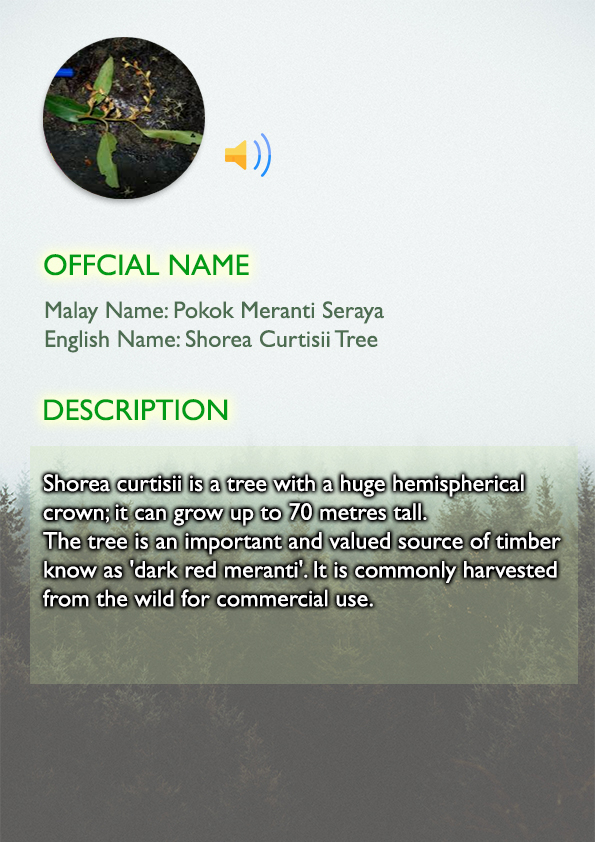 OFFCIAL NAME
Malay Name: Pokok Meranti Seraya
English Name: Shorea Curtisii Tree
DESCRIPTION
Shorea curtisii is a tree with a huge hemispherical
crown; it can grow up to 70 metres tall.
The tree is an important and valued source of timber
know as 'dark red meranti'. It is commonly harvested
from the wild for commercial use.